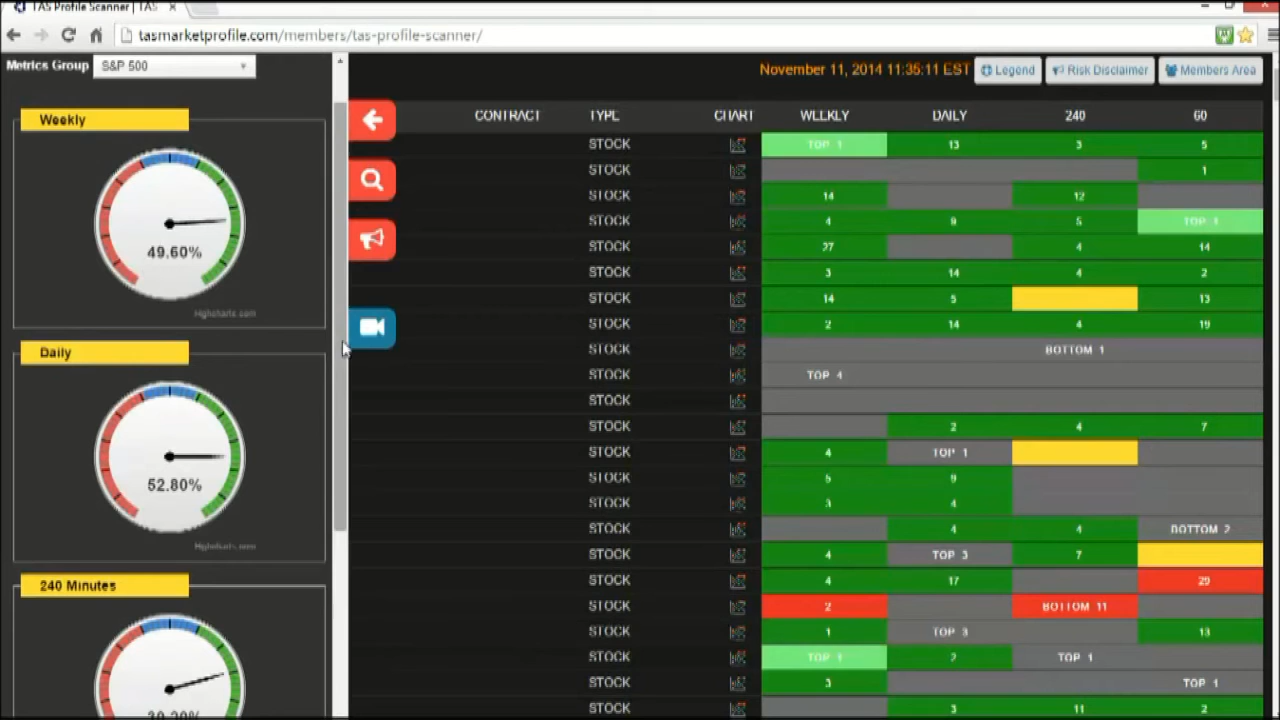 TAS Profile Scanner | TAS
tasmarketprofile.com/members/tas-profile-scanner/
Metrics Group S&P 500
November 11, 2014 11:35:11 EST Legend Risk Disclaimer Members Area
CONTRACT TYPE CHART WEEKLY DAILY 240 60
STOCK TOP 1 13 3 5
STOCK 1
STOCK 14 12
STOCK 4 9 5 TOP 1
STOCK 27 4 14
STOCK 3 14 4 2
STOCK 14 5 13
STOCK 2 14 4 19
STOCK BOTTOM 1
STOCK TOP 4
STOCK
STOCK 2 4 7
STOCK 4 TOP 1
STOCK 5 9
STOCK 3 4
STOCK 4 4 BOTTOM 2
STOCK 4 TOP 3 7
STOCK 4 17 29
STOCK 2 BOTTOM 11
STOCK 1 TOP 3 13
STOCK TOP 1 2 TOP 1
STOCK 3 TOP 1
STOCK 3 11 2
Weekly
49.60%
Highcharts.com
Daily
52.80%
Highcharts.com
240 Minutes